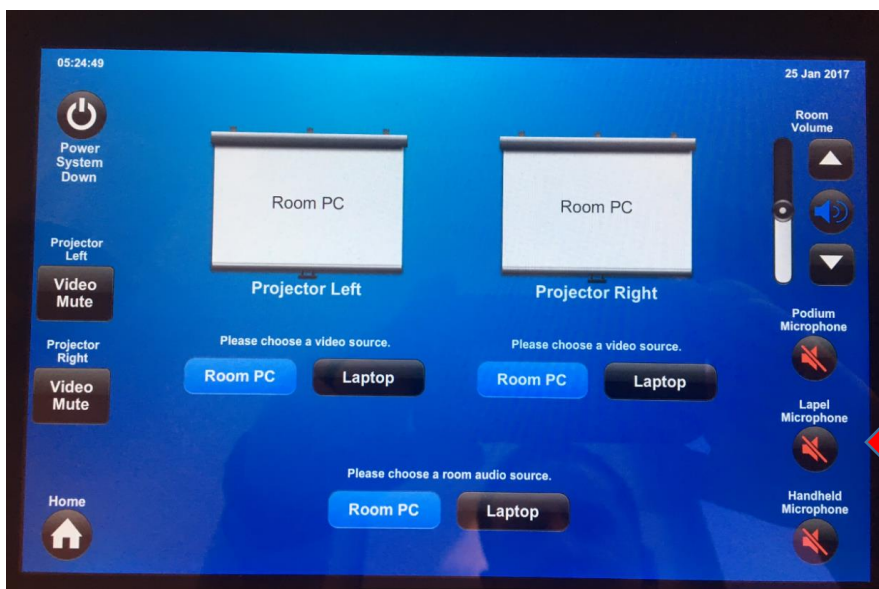 05:24:49
25 Jan 2017
Power
System
Down
Room
Volume
Room PC
Room PC
Projector Left
Projector Right
Projector
Left
Video
Mute
Projector
Right
Video
Mute
Please choose a video source.
Room PC
Laptop
Please choose a video source.
Room PC
Laptop
Podium
Microphone
Lapel
Microphone
Please choose a room audio source.
Room PC
Laptop
Home
Handheld
Microphone